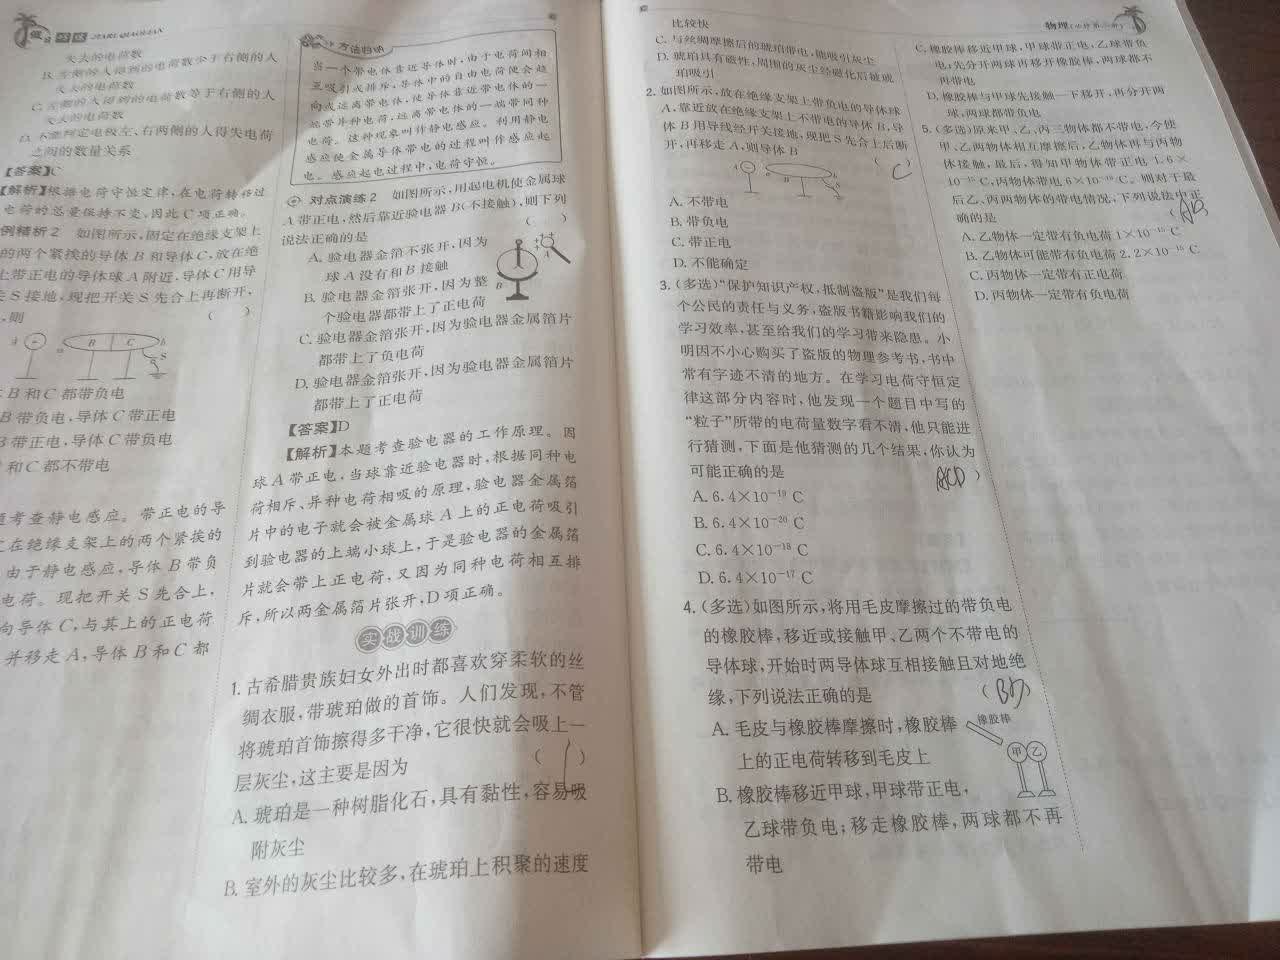 假日
JIARI
失去的电荷数
B. 左侧的人得到的电荷数少于右侧的人
失去的电荷数
C. 左侧的人得到的电荷数等于右侧的人
失去的电荷数
D. 不能判定电极左、右两侧的人得失电荷
之间的数量关系
【答案】C
【解析】根据电荷守恒定律,在电荷转移过
电荷的总量保持不变,因此C项正确。
例精析2 如图所示,固定在绝缘支架上
的两个紧挨的导体B和导体C,放在绝
上带正电的导体球A附近,导体C用导
关S接地,现把开关S先合上再断开,
,则 ( )
A
a B C b
S
B和C都带负电
B带负电,导体C带正电
B带正电,导体C带负电
和C都不带电
考查静电感应。带正电的导
在绝缘支架上的两个紧挨的
由于静电感应,导体B带负
电荷。现把开关S先合上,
向导体C,与其上的正电荷
并移走A,导体B和C都
方法归纳
当一个带电体靠近导体时,由于电荷间相
互吸引或排斥,导体中的自由电荷便会趋
向或远离带电体,使导体靠近带电体的一
端带异种电荷,远离带电体的一端带同种
电荷。这种现象叫作静电感应。利用静电
感应使金属导体带电的过程叫作感应起
电。感应起电过程中,电荷守恒。
对点演练2 如图所示,用起电机使金属球
A带正电,然后靠近验电器B(不接触),则下列
说法正确的是 ( )
A. 验电器金箔不张开,因为
球A没有和B接触
B. 验电器金箔张开,因为整
个验电器都带上了正电荷
A
B
C. 验电器金箔张开,因为验电器金属箔片
都带上了负电荷
D. 验电器金箔张开,因为验电器金属箔片
都带上了正电荷
【答案】D
【解析】本题考查验电器的工作原理。因
球A带正电,当球靠近验电器时,根据同种电
荷相斥、异种电荷相吸的原理,验电器金属箔
片中的电子就会被金属球A上的正电荷吸引
到验电器的上端小球上,于是验电器的金属箔
片就会带上正电荷,又因为同种电荷相互排
斥,所以两金属箔片张开,D项正确。
实战训练
1. 古希腊贵族妇女外出时都喜欢穿柔软的丝
绸衣服,带琥珀做的首饰。人们发现,不管
将琥珀首饰擦得多干净,它很快就会吸上一
层灰尘,这主要是因为 ( )
A. 琥珀是一种树脂化石,具有黏性,容易吸
附灰尘
B. 室外的灰尘比较多,在琥珀上积聚的速度
比较快
C. 与丝绸摩擦后的琥珀带电,能吸引灰尘
D. 琥珀具有磁性,周围的灰尘经磁化后被琥
珀吸引
2. 如图所示,放在绝缘支架上带负电的导体球
A,靠近放在绝缘支架上不带电的导体B,导
体B用导线经开关接地,现把S先合上后断
开,再移走A,则导体B ( C )
A
a B b
S
A. 不带电
B. 带负电
C. 带正电
D. 不能确定
3. (多选)“保护知识产权,抵制盗版”是我们每
个公民的责任与义务,盗版书籍影响我们的
学习效率,甚至给我们的学习带来隐患。小
明因不小心购买了盗版的物理参考书,书中
常有字迹不清的地方。在学习电荷守恒定
律这部分内容时,他发现一个题目中写的
“粒子”所带的电荷量数字看不清,他只能进
行猜测,下面是他猜测的几个结果,你认为
可能正确的是 ( ACD )
A. 6.4×10⁻¹⁹ C
B. 6.4×10⁻²⁰ C
C. 6.4×10⁻¹⁸ C
D. 6.4×10⁻¹⁷ C
4. (多选)如图所示,将用毛皮摩擦过的带负电
的橡胶棒,移近或接触甲、乙两个不带电的
导体球,开始时两导体球互相接触且对地绝
缘,下列说法正确的是 ( BD )
A. 毛皮与橡胶棒摩擦时,橡胶棒
上的正电荷转移到毛皮上
橡胶棒
甲 乙
B. 橡胶棒移近甲球,甲球带正电,
乙球带负电;移走橡胶棒,两球都不再
带电
物理(必修第三册)
C. 橡胶棒移近甲球,甲球带正电,乙球带负
电;先分开两球再移开橡胶棒,两球都不
再带电
D. 橡胶棒与甲球先接触一下移开,再分开两
球,两球都带负电
5. (多选)原来甲、乙、丙三物体都不带电,今使
甲、乙两物体相互摩擦后,乙物体再与丙物
体接触,最后,得知甲物体带正电1.6×
10⁻¹⁵ C,丙物体带电6×10⁻¹⁶ C。则对于最
后乙、丙两物体的带电情况,下列说法中正
确的是 ( AD )
A. 乙物体一定带有负电荷1×10⁻¹⁵ C
B. 乙物体可能带有负电荷2.2×10⁻¹⁵ C
C. 丙物体一定带有正电荷
D. 丙物体一定带有负电荷